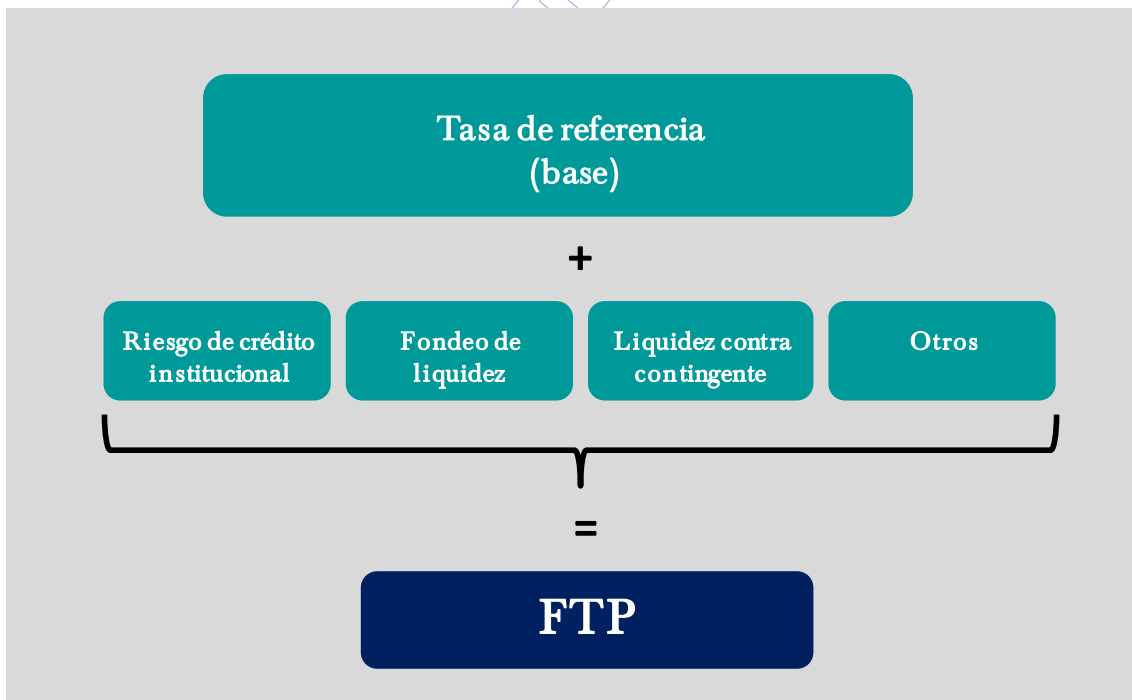 Tasa de referencia
(base)
+
Riesgo de crédito
institucional
Fondeo de
liquidez
Liquidez contra
contingente
Otros
=
FTP